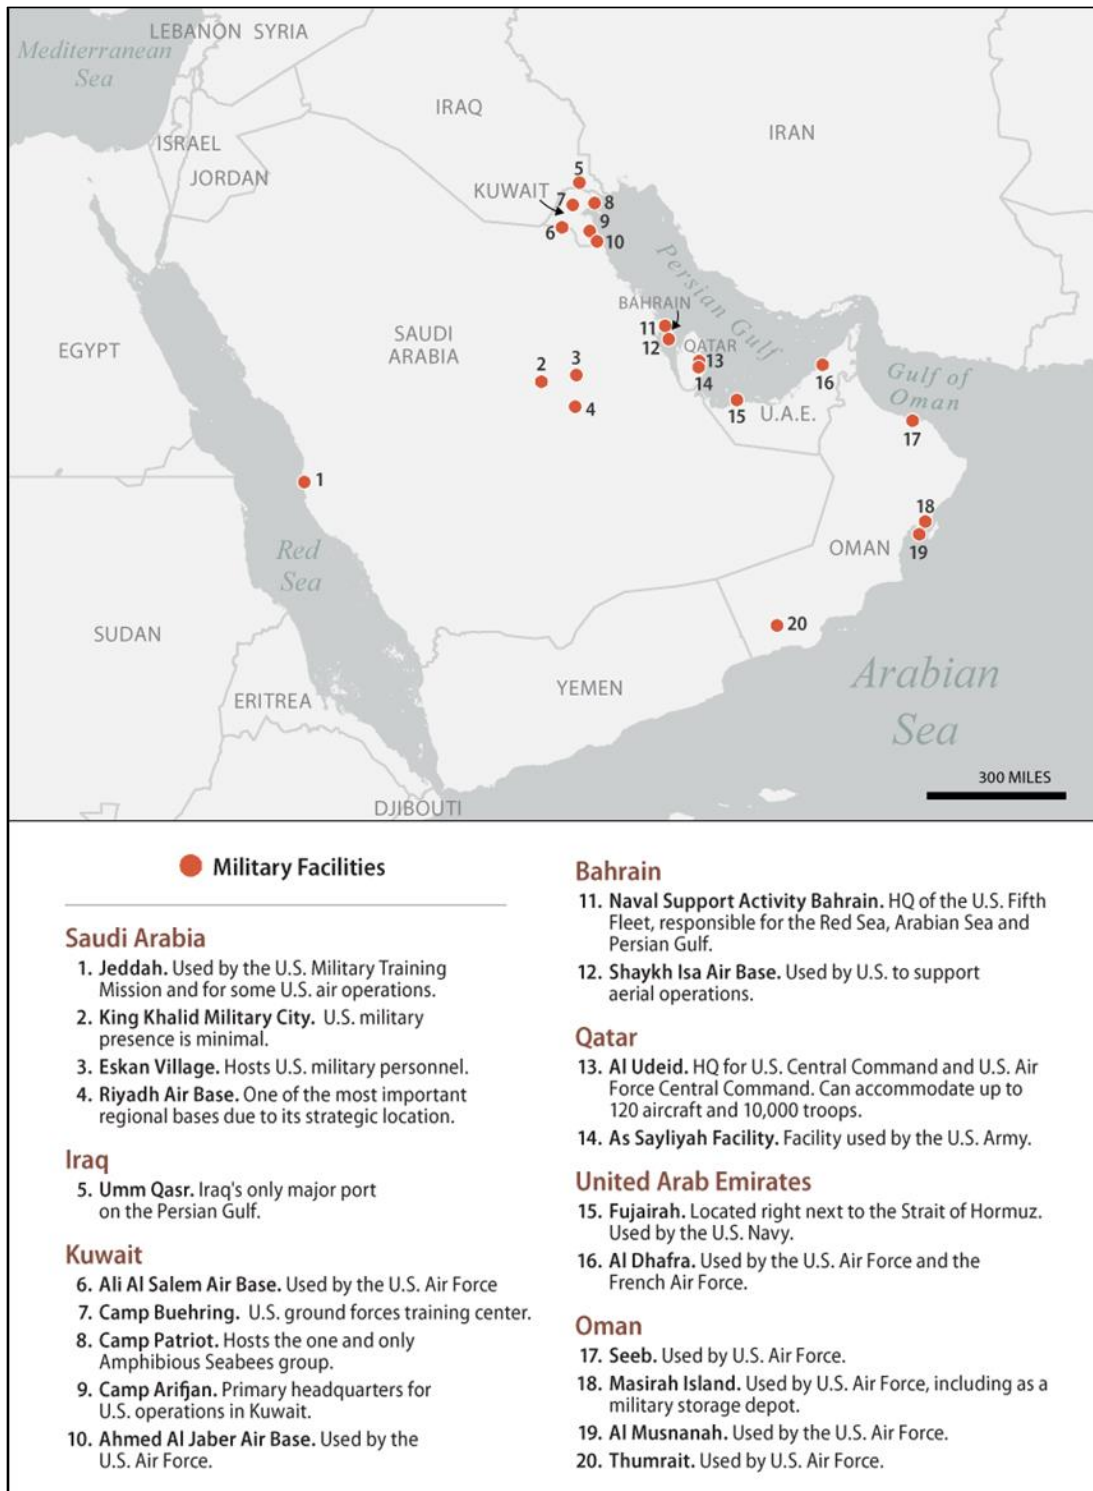 LEBANON SYRIA
Mediterranean
Sea
IRAQ
IRAN
ISRAEL
JORDAN
KUWAIT
5
7
8
6
9
10
Persian Gulf
BAHRAIN
11
12
QATAR
13
14
15
16
U.A.E.
Gulf of
Oman
17
EGYPT
SAUDI
ARABIA
2
3
4
1
Red
Sea
18
19
OMAN
20
SUDAN
ERITREA
YEMEN
Arabian
Sea
DJIBOUTI
300 MILES
Military Facilities
Saudi Arabia
1. Jeddah. Used by the U.S. Military Training
Mission and for some U.S. air operations.
2. King Khalid Military City. U.S. military
presence is minimal.
3. Eskan Village. Hosts U.S. military personnel.
4. Riyadh Air Base. One of the most important
regional bases due to its strategic location.
Iraq
5. Umm Qasr. Iraq's only major port
on the Persian Gulf.
Kuwait
6. Ali Al Salem Air Base. Used by the U.S. Air Force
7. Camp Buehring. U.S. ground forces training center.
8. Camp Patriot. Hosts the one and only
Amphibious Seabees group.
9. Camp Arifjan. Primary headquarters for
U.S. operations in Kuwait.
10. Ahmed Al Jaber Air Base. Used by the
U.S. Air Force.
Bahrain
11. Naval Support Activity Bahrain. HQ of the U.S. Fifth
Fleet, responsible for the Red Sea, Arabian Sea and
Persian Gulf.
12. Shaykh Isa Air Base. Used by U.S. to support
aerial operations.
Qatar
13. Al Udeid. HQ for U.S. Central Command and U.S. Air
Force Central Command. Can accommodate up to
120 aircraft and 10,000 troops.
14. As Sayliyah Facility. Facility used by the U.S. Army.
United Arab Emirates
15. Fujairah. Located right next to the Strait of Hormuz.
Used by the U.S. Navy.
16. Al Dhafra. Used by the U.S. Air Force and the
French Air Force.
Oman
17. Seeb. Used by U.S. Air Force.
18. Masirah Island. Used by U.S. Air Force, including as a
military storage depot.
19. Al Musnanah. Used by the U.S. Air Force.
20. Thumrait. Used by U.S. Air Force.